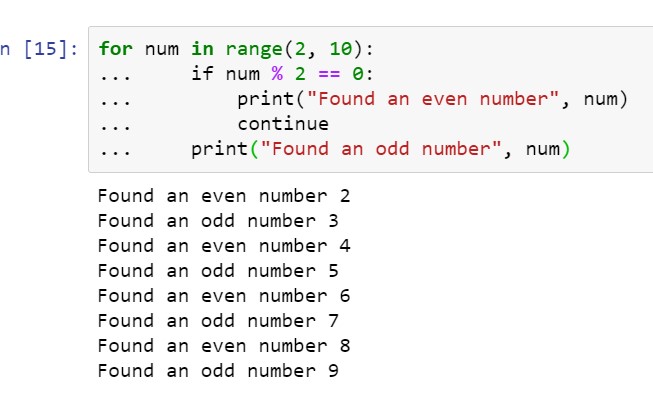 n [15]: for num in range(2, 10):
...     if num % 2 == 0:
...         print("Found an even number", num)
...         continue
...     print("Found an odd number", num)
Found an even number 2
Found an odd number 3
Found an even number 4
Found an odd number 5
Found an even number 6
Found an odd number 7
Found an even number 8
Found an odd number 9